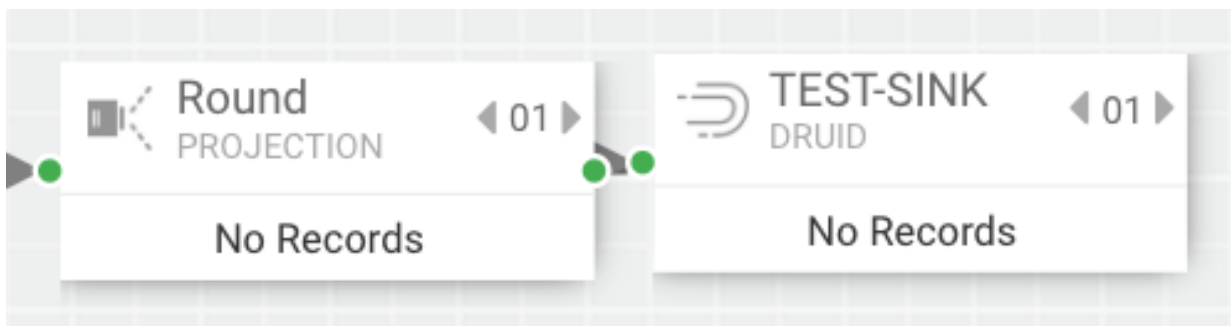 Round
PROJECTION
01
No Records
TEST-SINK
DRUID
01
No Records